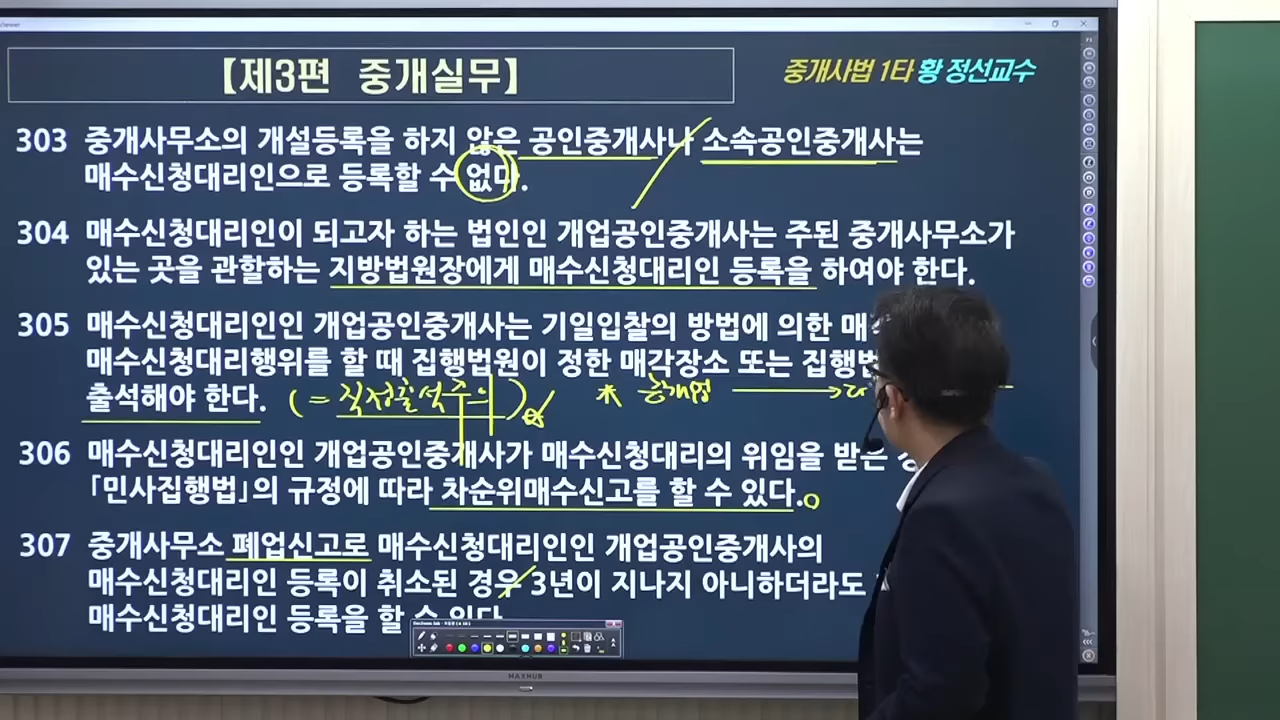 【제3편 중개실무】
중개사법 1타 황정선교수
303 중개사무소의 개설등록을 하지 않은 공인중개사나 소속공인중개사는
매수신청대리인으로 등록할 수 없다.
304 매수신청대리인이 되고자 하는 법인인 개업공인중개사는 주된 중개사무소가
있는 곳을 관할하는 지방법원장에게 매수신청대리인 등록을 하여야 한다.
305 매수신청대리인인 개업공인중개사는 기일입찰의 방법에 의한
매수신청대리행위를 할 때 집행법원이 정한 매각장소 또는
출석해야 한다. (= 직접출석주의)
306 매수신청대리인인 개업공인중개사가 매수신청대리의 위임을 받은
「민사집행법」의 규정에 따라 차순위매수신고를 할 수 있다.
307 중개사무소 폐업신고로 매수신청대리인인 개업공인중개사의
매수신청대리인 등록이 취소된 경우 3년이 지나지 아니하더라도
매수신청대리인 등록을 할 수 있다
MAXHUB